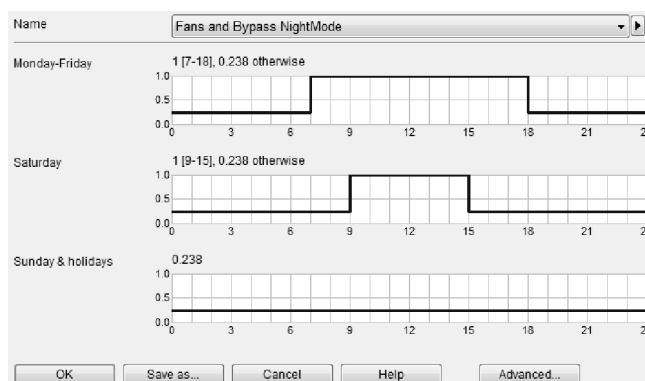 Name Fans and Bypass NightMode
Monday-Friday 1 [7-18], 0.238 otherwise
1.0
0.5
0.0
0 3 6 9 12 15 18 21 2
Saturday 1 [9-15], 0.238 otherwise
1.0
0.5
0.0
0 3 6 9 12 15 18 21 2
Sunday & holidays 0.238
1.0
0.5
0.0
0 3 6 9 12 15 18 21 2
OK Save as... Cancel Help Advanced...